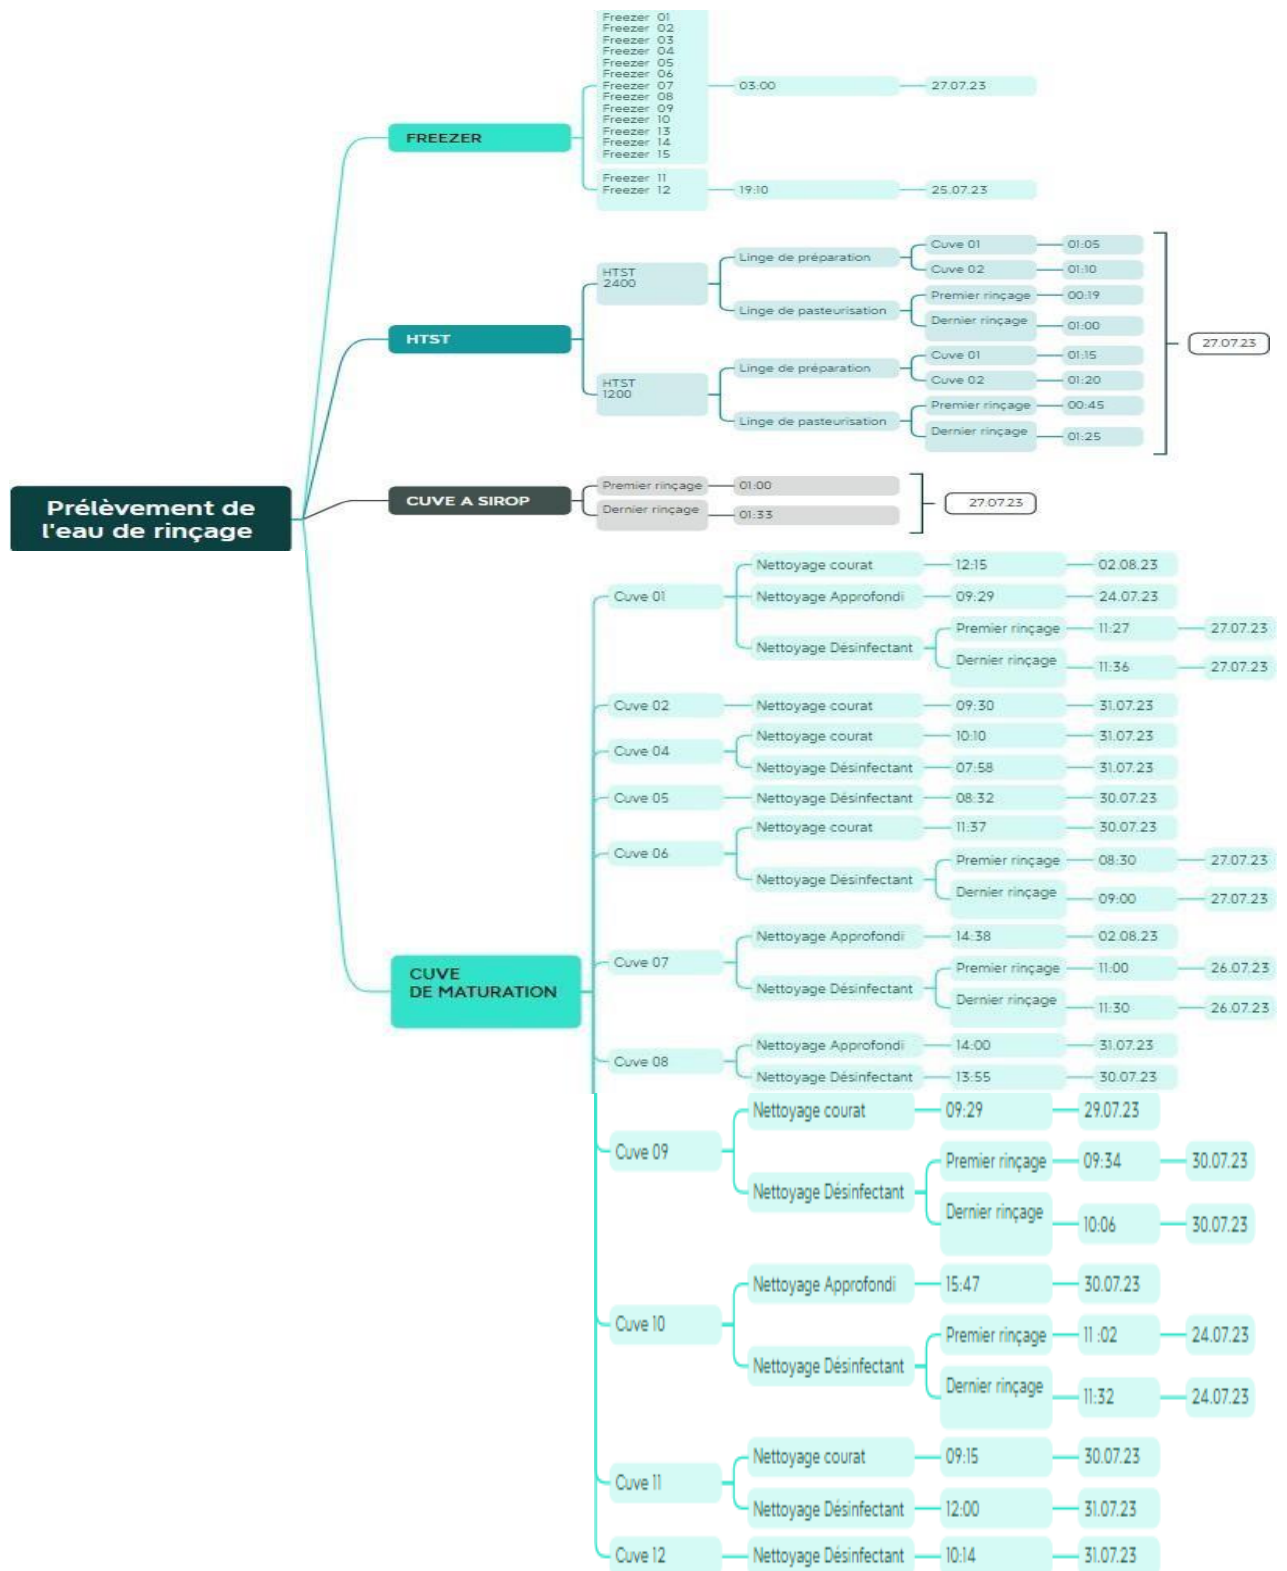 Freezer 01
Freezer 02
Freezer 03
Freezer 04
Freezer 05
Freezer 06
Freezer 07
Freezer 08
Freezer 09
Freezer 10
Freezer 13
Freezer 14
Freezer 15
03:00
27.07.23
FREEZER
Freezer 11
Freezer 12
19:10
25.07.23
HTST
HTST
2400
Linge de préparation
Cuve 01
01:05
Cuve 02
01:10
Linge de pasteurisation
Premier rinçage
00:19
Dernier rinçage
01:00
27.07.23
HTST
1200
Linge de préparation
Cuve 01
01:15
Cuve 02
01:20
Linge de pasteurisation
Premier rinçage
00:45
Dernier rinçage
01:25
Prélèvement de
l'eau de rinçage
CUVE A SIROP
Premier rinçage
01:00
Dernier rinçage
01:33
27.07.23
CUVE
DE MATURATION
Cuve 01
Nettoyage courat
12:15
02.08.23
Nettoyage Approfondi
09:29
24.07.23
Nettoyage Désinfectant
Premier rinçage
11:27
27.07.23
Dernier rinçage
11:36
27.07.23
Cuve 02
Nettoyage courat
09:30
31.07.23
Cuve 04
Nettoyage courat
10:10
31.07.23
Nettoyage Désinfectant
07:58
31.07.23
Cuve 05
Nettoyage Désinfectant
08:32
30.07.23
Cuve 06
Nettoyage courat
11:37
30.07.23
Nettoyage Désinfectant
Premier rinçage
08:30
27.07.23
Dernier rinçage
09:00
27.07.23
Cuve 07
Nettoyage Approfondi
14:38
02.08.23
Nettoyage Désinfectant
Premier rinçage
11:00
26.07.23
Dernier rinçage
11:30
26.07.23
Cuve 08
Nettoyage Approfondi
14:00
31.07.23
Nettoyage Désinfectant
13:55
30.07.23
Cuve 09
Nettoyage courat
09:29
29.07.23
Nettoyage Désinfectant
Premier rinçage
09:34
30.07.23
Dernier rinçage
10:06
30.07.23
Cuve 10
Nettoyage Approfondi
15:47
30.07.23
Nettoyage Désinfectant
Premier rinçage
11 :02
24.07.23
Dernier rinçage
11:32
24.07.23
Cuve 11
Nettoyage courat
09:15
30.07.23
Nettoyage Désinfectant
12:00
31.07.23
Cuve 12
Nettoyage Désinfectant
10:14
31.07.23